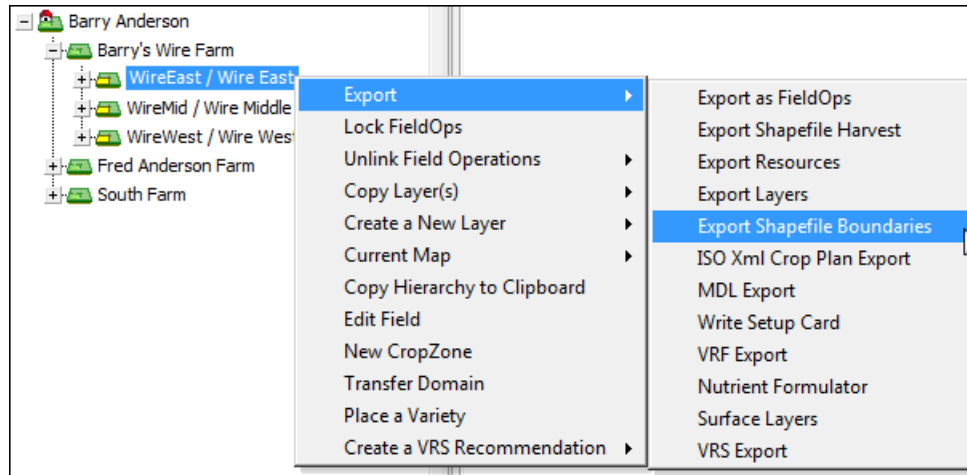 Barry Anderson
Barry's Wire Farm
WireEast / Wire East
WireMid / Wire Middle
WireWest / Wire Wes
Fred Anderson Farm
South Farm
Export
Lock FieldOps
Unlink Field Operations
Copy Layer(s)
Create a New Layer
Current Map
Copy Hierarchy to Clipboard
Edit Field
New CropZone
Transfer Domain
Place a Variety
Create a VRS Recommendation
Export as FieldOps
Export Shapefile Harvest
Export Resources
Export Layers
Export Shapefile Boundaries
ISO Xml Crop Plan Export
MDL Export
Write Setup Card
VRF Export
Nutrient Formulator
Surface Layers
VRS Export